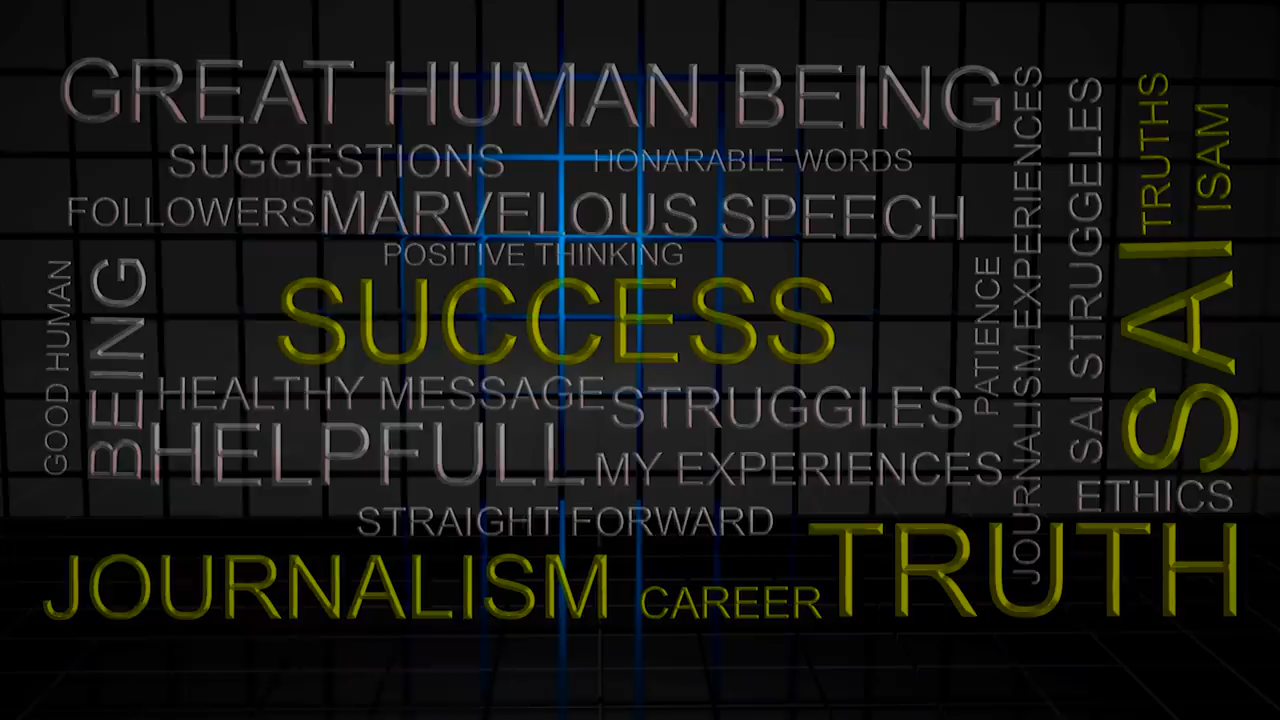 GREAT HUMAN BEING
SUGGESTIONS
HONARABLE WORDS
FOLLOWERS
MARVELOUS SPEECH
POSITIVE THINKING
SUCCESS
GOOD HUMAN
BEING
HEALTHY MESSAGE
STRUGGLES
HELPFULL
MY EXPERIENCES
STRAIGHT FORWARD
JOURNALISM
CAREER
TRUTH
PATIENCE
JOURNALISM EXPERIENCES
SAI STRUGGELES
TRUTHS
ISAM
SAI
ETHICS